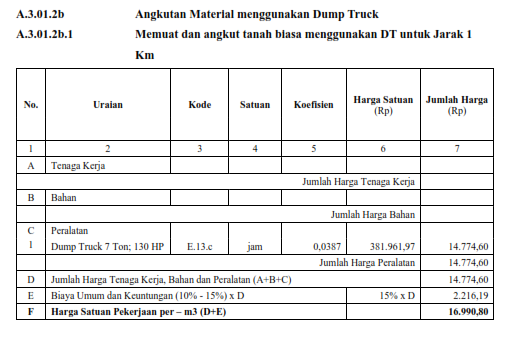 A.3.01.2b Angkutan Material menggunakan Dump Truck
A.3.01.2b.1 Memuat dan angkut tanah biasa menggunakan DT untuk Jarak 1
Km
No. Uraian Kode Satuan Koefisien Harga Satuan (Rp) Jumlah Harga (Rp)
1 2 3 4 5 6 7
A Tenaga Kerja
Jumlah Harga Tenaga Kerja
B Bahan
Jumlah Harga Bahan
C Peralatan
1 Dump Truck 7 Ton; 130 HP E.13.c jam 0,0387 381.961,97 14.774,60
Jumlah Harga Peralatan 14.774,60
D Jumlah Harga Tenaga Kerja, Bahan dan Peralatan (A+B+C) 14.774,60
E Biaya Umum dan Keuntungan (10% - 15%) x D 15% x D 2.216,19
F Harga Satuan Pekerjaan per – m3 (D+E) 16.990,80